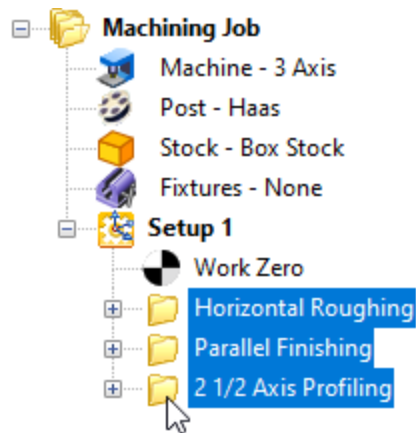 Machining Job
Machine - 3 Axis
Post - Haas
Stock - Box Stock
Fixtures - None
Setup 1
Work Zero
Horizontal Roughing
Parallel Finishing
2 1/2 Axis Profiling